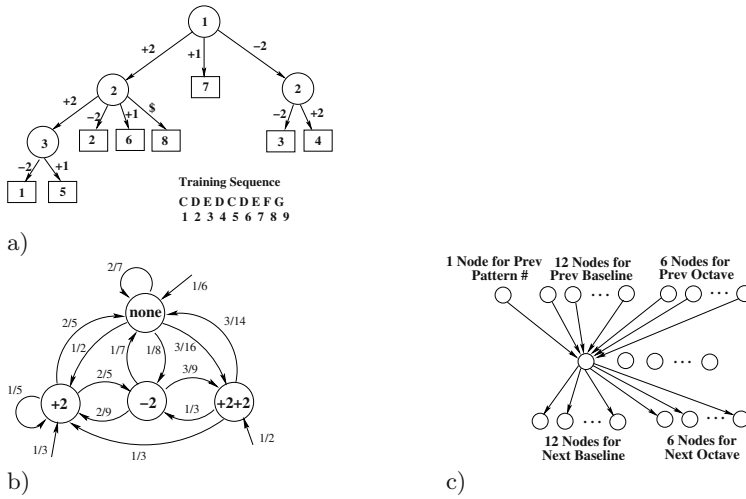 1
+2
+1
−2
2
7
2
+2
−2
+1
$
−2
+2
3
2
6
8
3
4
−2
+1
1
5
Training Sequence
C D E D C D E F G
1 2 3 4 5 6 7 8 9
a)
2/7
1/6
none
2/5
1/2
1/7
1/8
3/16
3/14
1/5
2/5
3/9
+2
−2
+2+2
2/9
1/3
1/3
1/3
1/2
b)
1 Node for Prev
Pattern #
12 Nodes for
Prev Baseline
6 Nodes for
Prev Octave
12 Nodes for
Next Baseline
6 Nodes for
Next Octave
c)